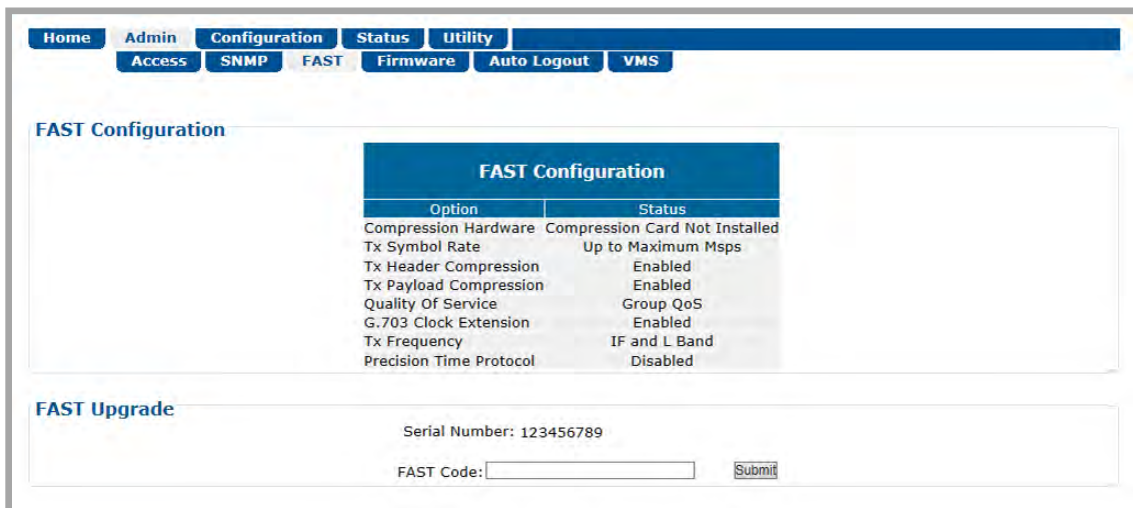 Home Admin Configuration Status Utility
Access SNMP FAST Firmware Auto Logout VMS
FAST Configuration
FAST Configuration
Option Status
Compression Hardware Compression Card Not Installed
Tx Symbol Rate Up to Maximum Msps
Tx Header Compression Enabled
Tx Payload Compression Enabled
Quality Of Service Group QoS
G.703 Clock Extension Enabled
Tx Frequency IF and L Band
Precision Time Protocol Disabled
FAST Upgrade
Serial Number: 123456789
FAST Code: Submit